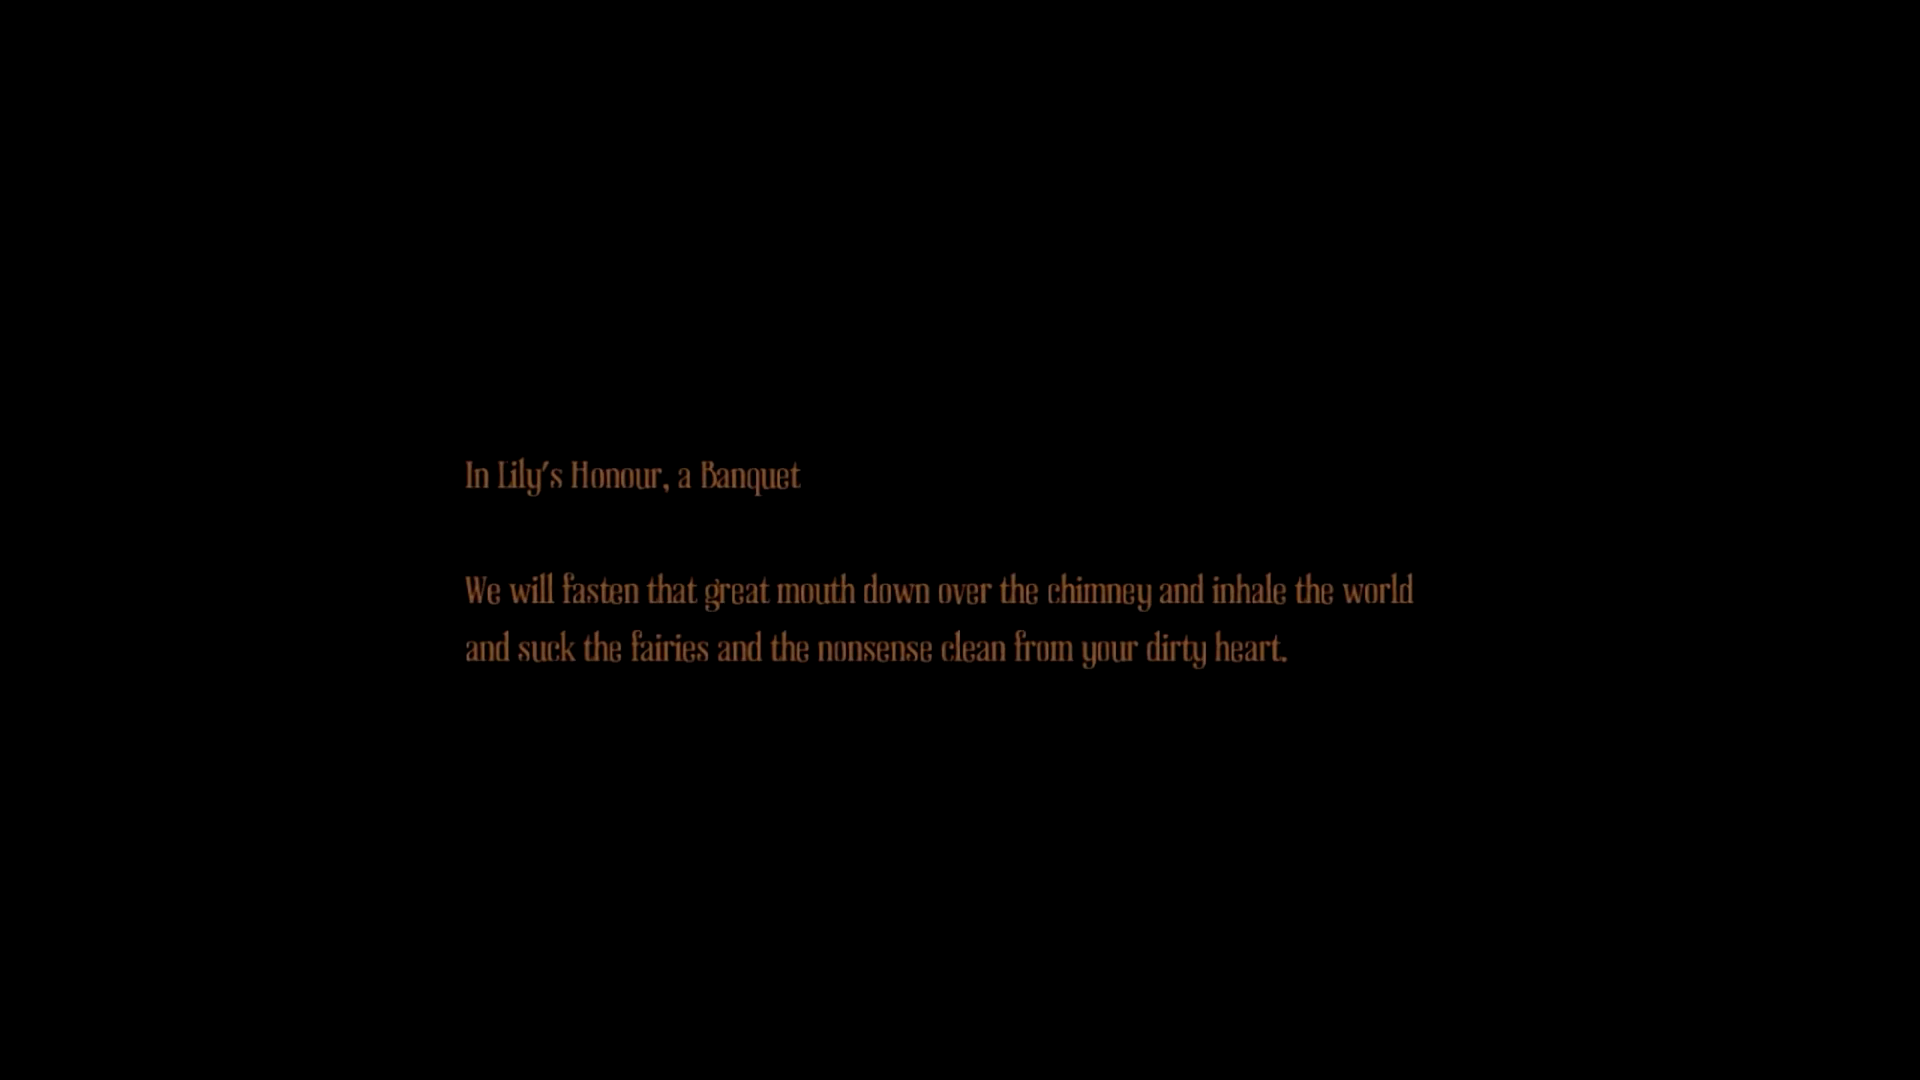 In Lily's Honour, a Banquet
We will fasten that great mouth down over the chimney and inhale the world
and suck the fairies and the nonsense clean from your dirty heart.